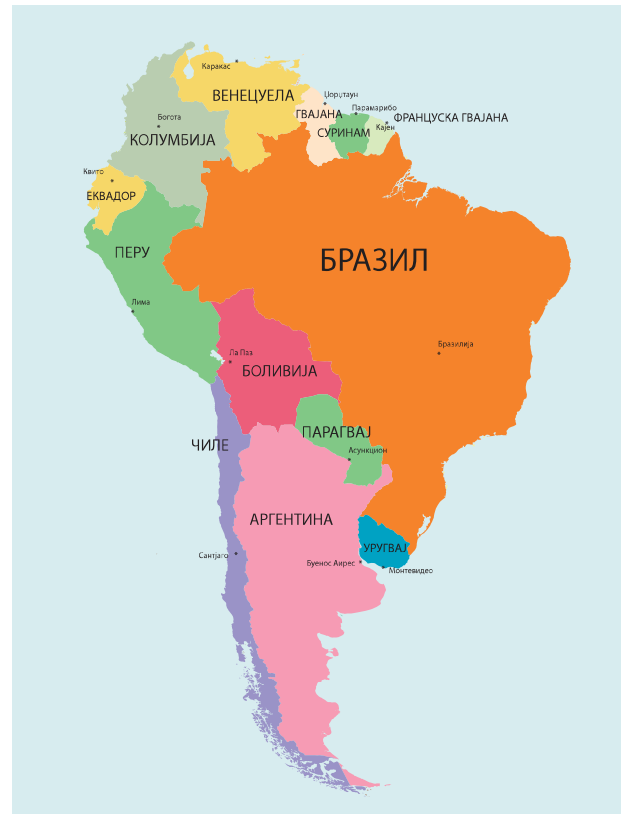 Каракас
ВЕНЕЦУЕЛА
Џорџтаун
ГВАЈАНА
Парамарибо
ФРАНЦУСКА ГВАЈАНА
Богота
СУРИНАМ
Кајен
КОЛУМБИЈА
Квито
ЕКВАДОР
ПЕРУ
БРАЗИЛ
Лима
Бразилија
Ла Паз
БОЛИВИЈА
ПАРАГВАЈ
ЧИЛЕ
Асункцион
АРГЕНТИНА
УРУГВАЈ
Сантјаго
Буенос Аирес
Монтевидео